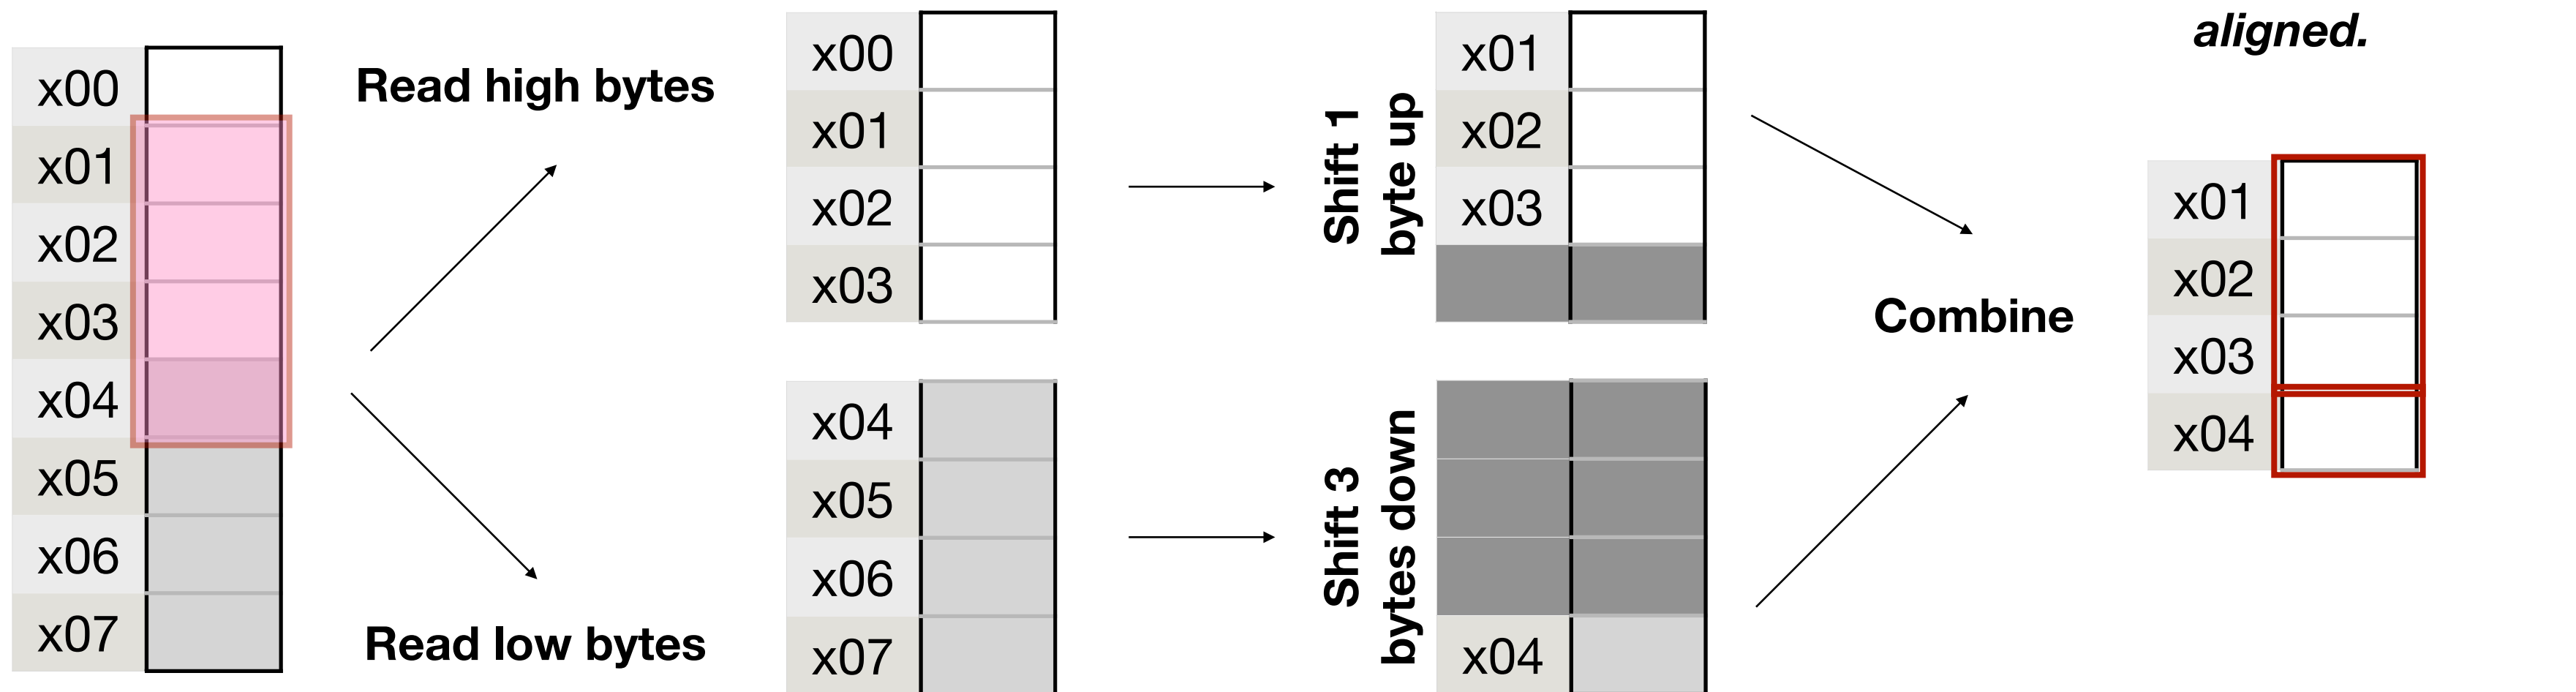 x00
x01
x02
x03
x04
x05
x06
x07
Read high bytes
Read low bytes
x00
x01
x02
x03
x04
x05
x06
x07
Shift 1
byte up
x01
x02
x03
Shift 3
bytes down
x04
Combine
aligned.
x01
x02
x03
x04